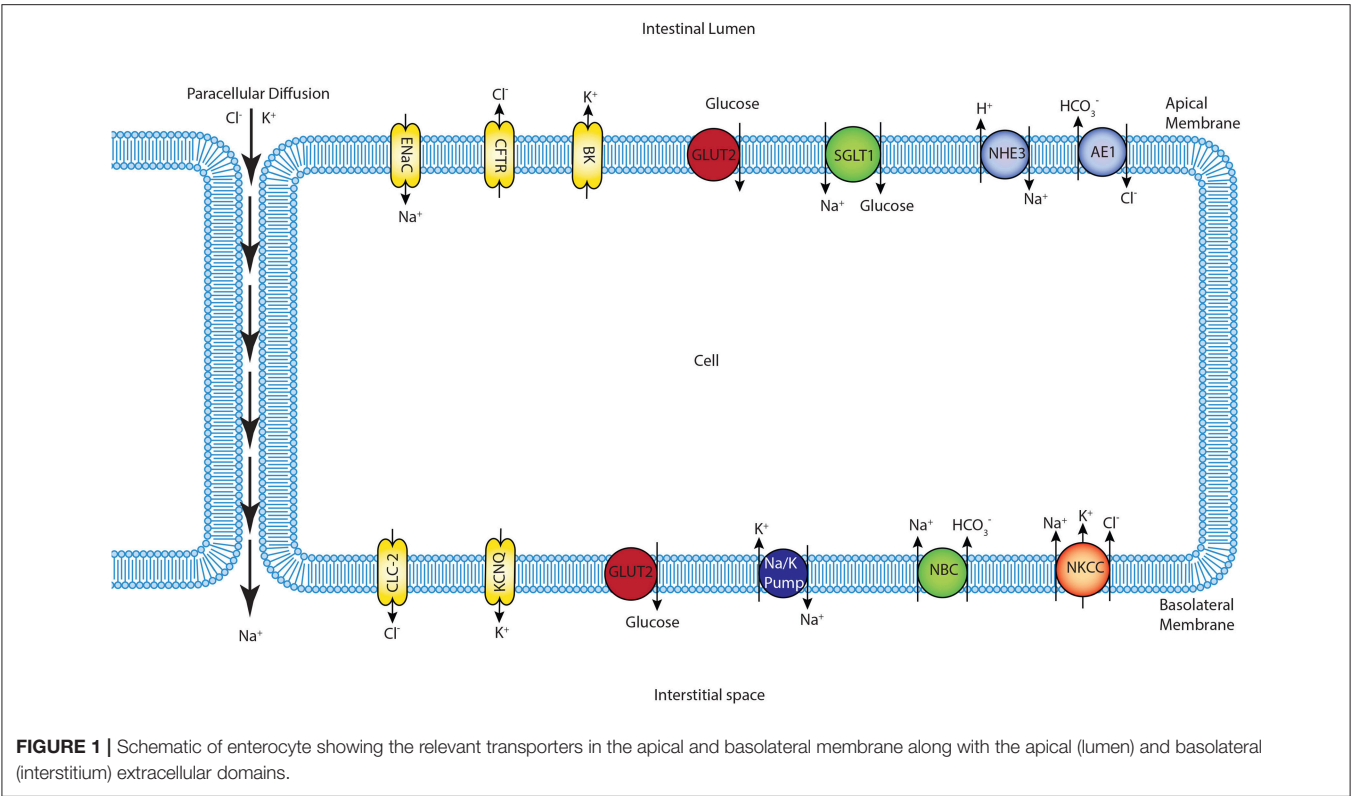 Intestinal Lumen
Paracellular Diffusion
Cl⁻ K⁺
Cl⁻
K⁺
Glucose
H⁺
HCO₃⁻
Apical
Membrane
ENaC
CFTR
BK
GLUT2
SGLT1
NHE3
AE1
Na⁺
Na⁺
Glucose
Na⁺
Cl⁻
Cell
K⁺
Na⁺
HCO₃⁻
Na⁺
K⁺
Cl⁻
CLC-2
KCNQ
GLUT2
Na/K
Pump
NBC
NKCC
Basolateral
Membrane
Na⁺
Cl⁻
K⁺
Glucose
Na⁺
Interstitial space
FIGURE 1 | Schematic of enterocyte showing the relevant transporters in the apical and basolateral membrane along with the apical (lumen) and basolateral
(interstitium) extracellular domains.